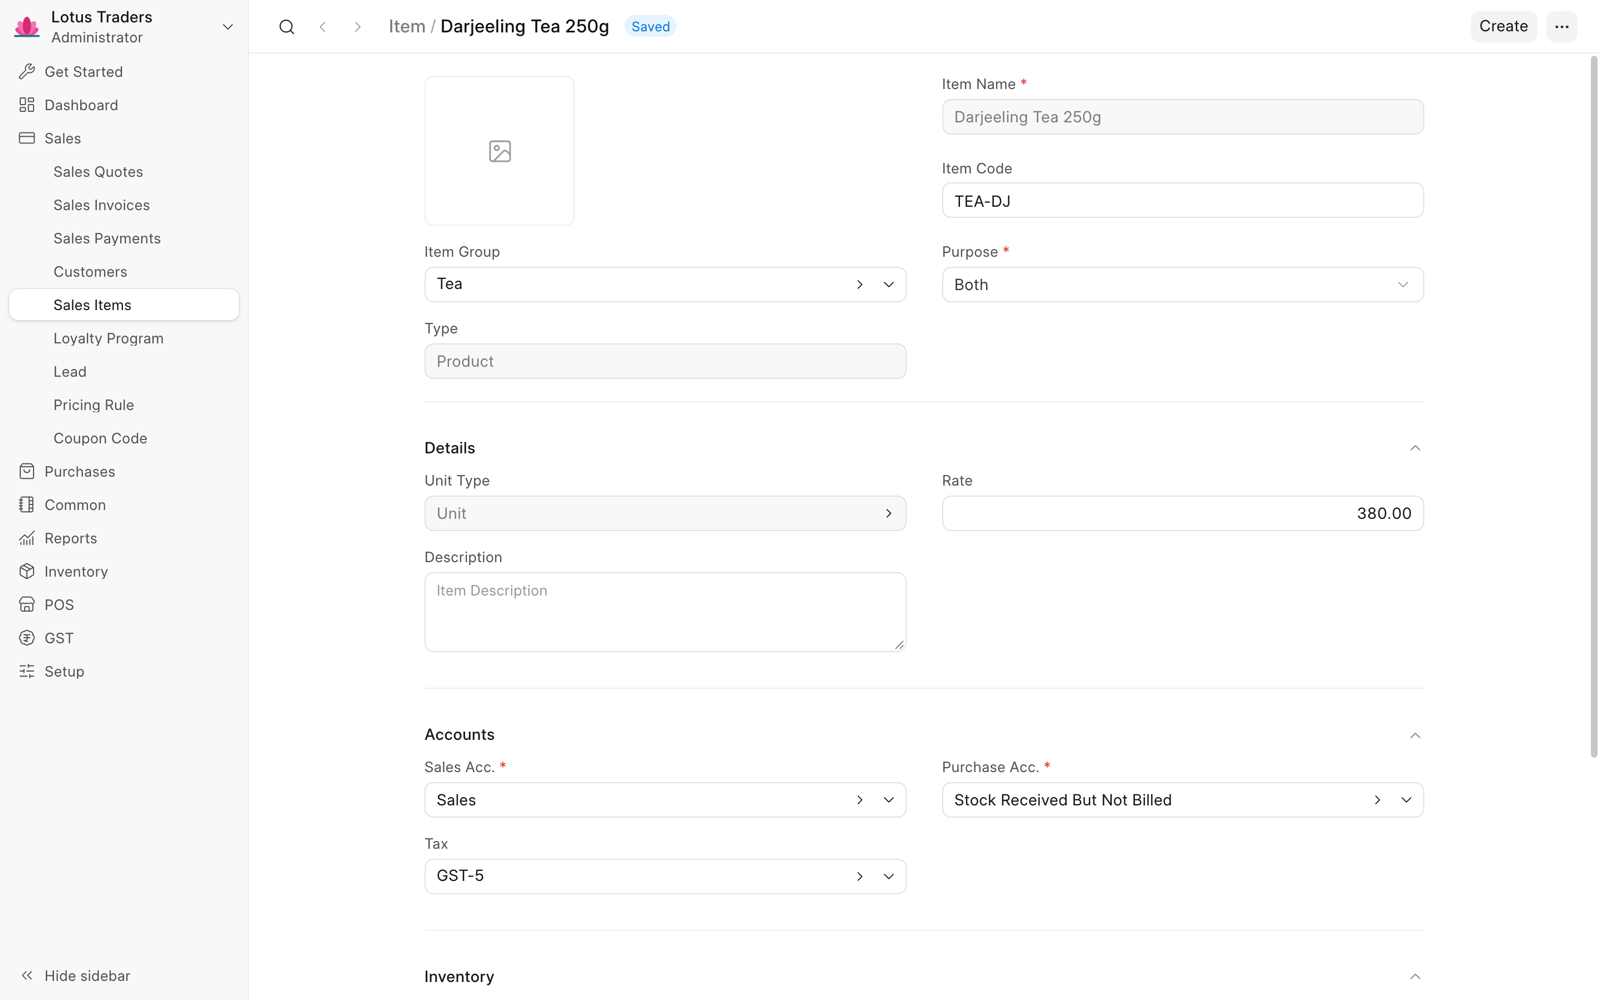 Lotus Traders
Administrator
Get Started
Dashboard
Sales
Sales Quotes
Sales Invoices
Sales Payments
Customers
Sales Items
Loyalty Program
Lead
Pricing Rule
Coupon Code
Purchases
Common
Reports
Inventory
POS
GST
Setup
Hide sidebar
Item / Darjeeling Tea 250g Saved
Create
Item Name *
Darjeeling Tea 250g
Item Code
TEA-DJ
Item Group
Tea
Purpose *
Both
Type
Product
Details
Unit Type
Unit
Rate
380.00
Description
Item Description
Accounts
Sales Acc. *
Sales
Purchase Acc. *
Stock Received But Not Billed
Tax
GST-5
Inventory